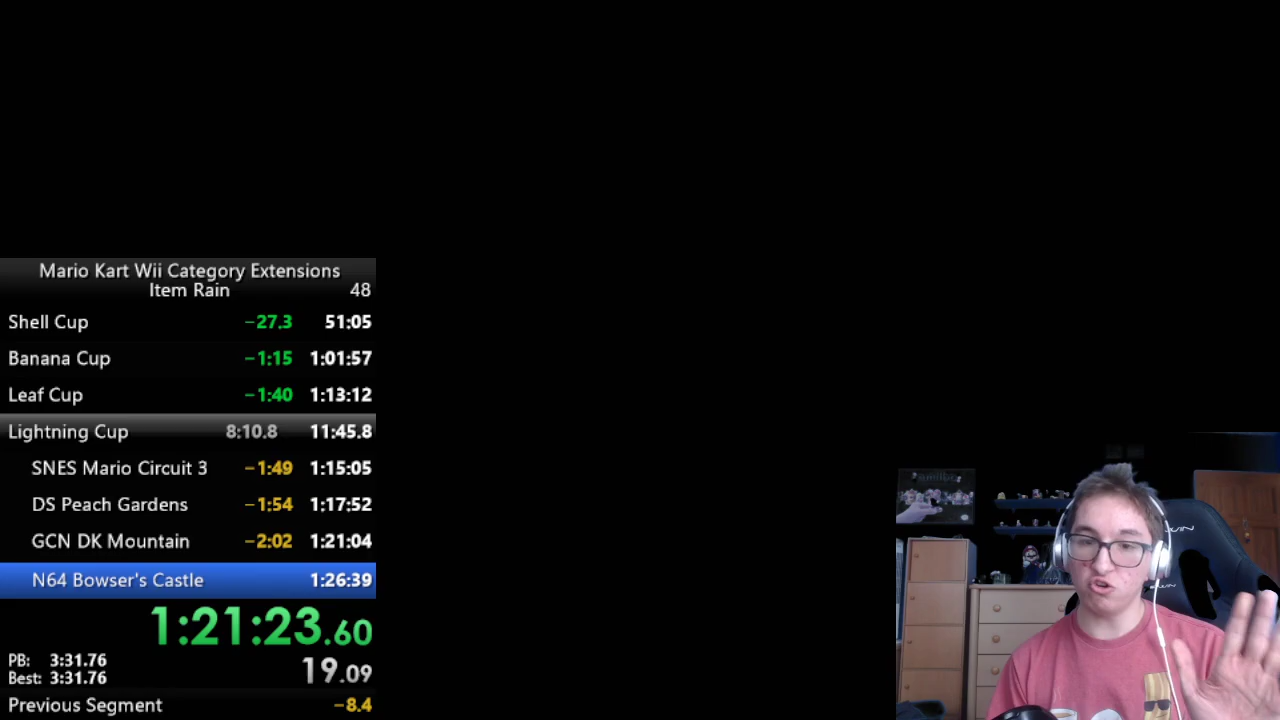 Mario Kart Wii Category Extensions
Item Rain 48
Shell Cup −27.3 51:05
Banana Cup −1:15 1:01:57
Leaf Cup −1:40 1:13:12
Lightning Cup 8:10.8 11:45.8
SNES Mario Circuit 3 −1:49 1:15:05
DS Peach Gardens −1:54 1:17:52
GCN DK Mountain −2:02 1:21:04
N64 Bowser's Castle 1:26:39
1:21:23.60
PB: 3:31.76
Best: 3:31.76
19.09
Previous Segment −8.4